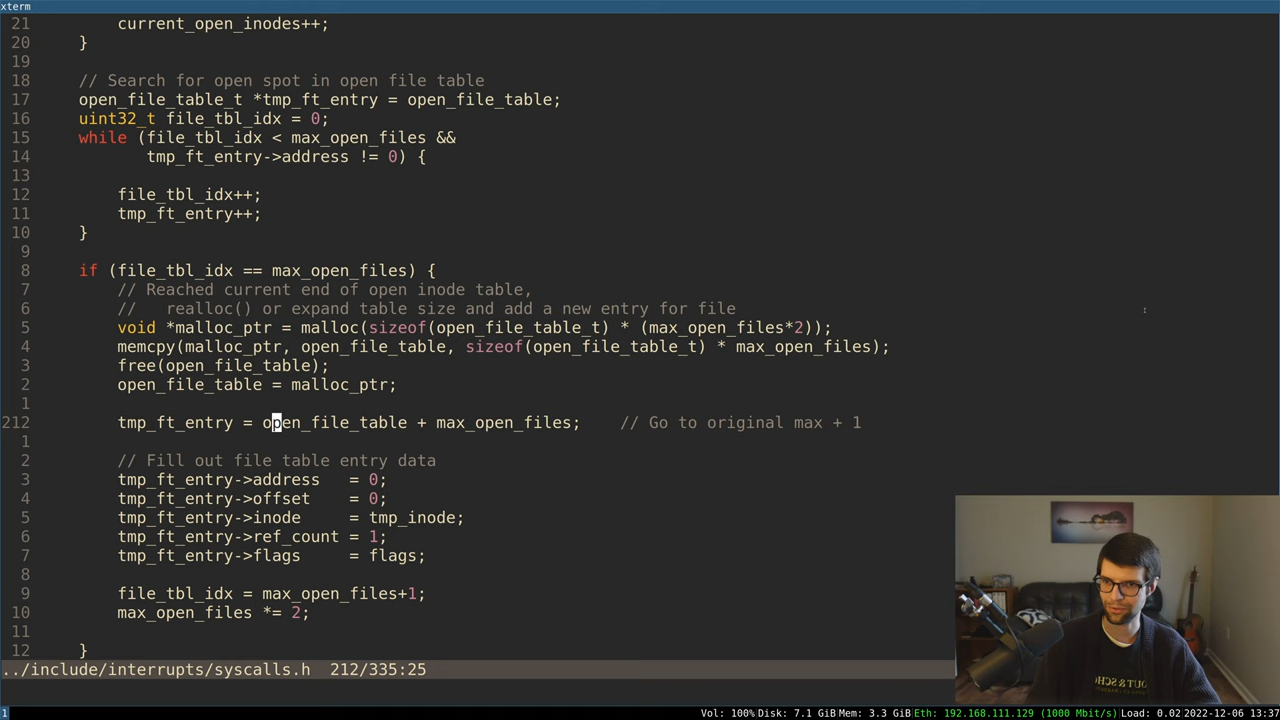 xterm
21 current_open_inodes++;
20 }
19
18 // Search for open spot in open file table
17 open_file_table_t *tmp_ft_entry = open_file_table;
16 uint32_t file_tbl_idx = 0;
15 while (file_tbl_idx < max_open_files &&
14 tmp_ft_entry->address != 0) {
13
12 file_tbl_idx++;
11 tmp_ft_entry++;
10 }
9
8 if (file_tbl_idx == max_open_files) {
7 // Reached current end of open inode table,
6 // realloc() or expand table size and add a new entry for file
5 void *malloc_ptr = malloc(sizeof(open_file_table_t) * (max_open_files*2));
4 memcpy(malloc_ptr, open_file_table, sizeof(open_file_table_t) * max_open_files);
3 free(open_file_table);
2 open_file_table = malloc_ptr;
1
212 tmp_ft_entry = open_file_table + max_open_files; // Go to original max + 1
1
2 // Fill out file table entry data
3 tmp_ft_entry->address = 0;
4 tmp_ft_entry->offset = 0;
5 tmp_ft_entry->inode = tmp_inode;
6 tmp_ft_entry->ref_count = 1;
7 tmp_ft_entry->flags = flags;
8
9 file_tbl_idx = max_open_files+1;
10 max_open_files *= 2;
11
12 }
../include/interrupts/syscalls.h 212/335:25
1 Vol: 100% Disk: 7.1 GiB Mem: 3.3 GiB Eth: 192.168.111.129 (1000 Mbit/s) Load: 0.02 2022-12-06 13:37